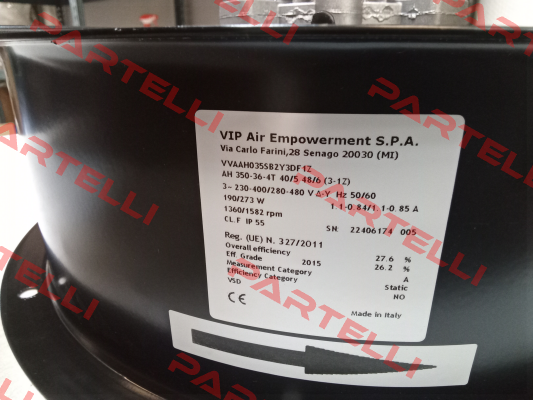 PARTELLI
VIP Air Empowerment S.P.A.
Via Carlo Farini,28 Senago 20030 (MI)
VVAAH035SB2Y3DF1Z
AH 350-36-4T 40/5 48/6 (3-1Z)
3~ 230-400/280-480 V Δ-Y Hz 50/60
190/273 W 1.1-0.84/1.1-0.85 A
1360/1582 rpm
CL.F IP 55 SN: 22406174 005
Reg. (UE) N. 327/2011
Overall efficiency 27.6 %
Eff. Grade 2015 26.2 %
Measurement Category A
Efficiency Category Static
VSD NO
CE Made in Italy